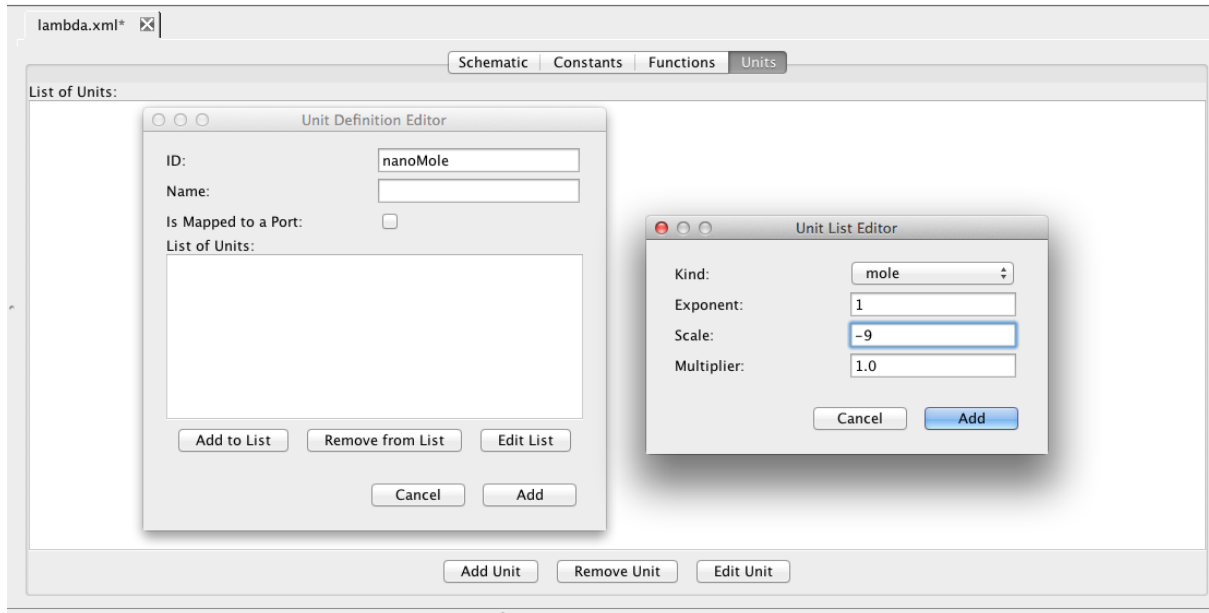 lambda.xml*
Schematic Constants Functions Units
List of Units:
Unit Definition Editor
ID: nanoMole
Name:
Is Mapped to a Port:
List of Units:
Add to List Remove from List Edit List
Cancel Add
Unit List Editor
Kind: mole
Exponent: 1
Scale: -9
Multiplier: 1.0
Cancel Add
Add Unit Remove Unit Edit Unit